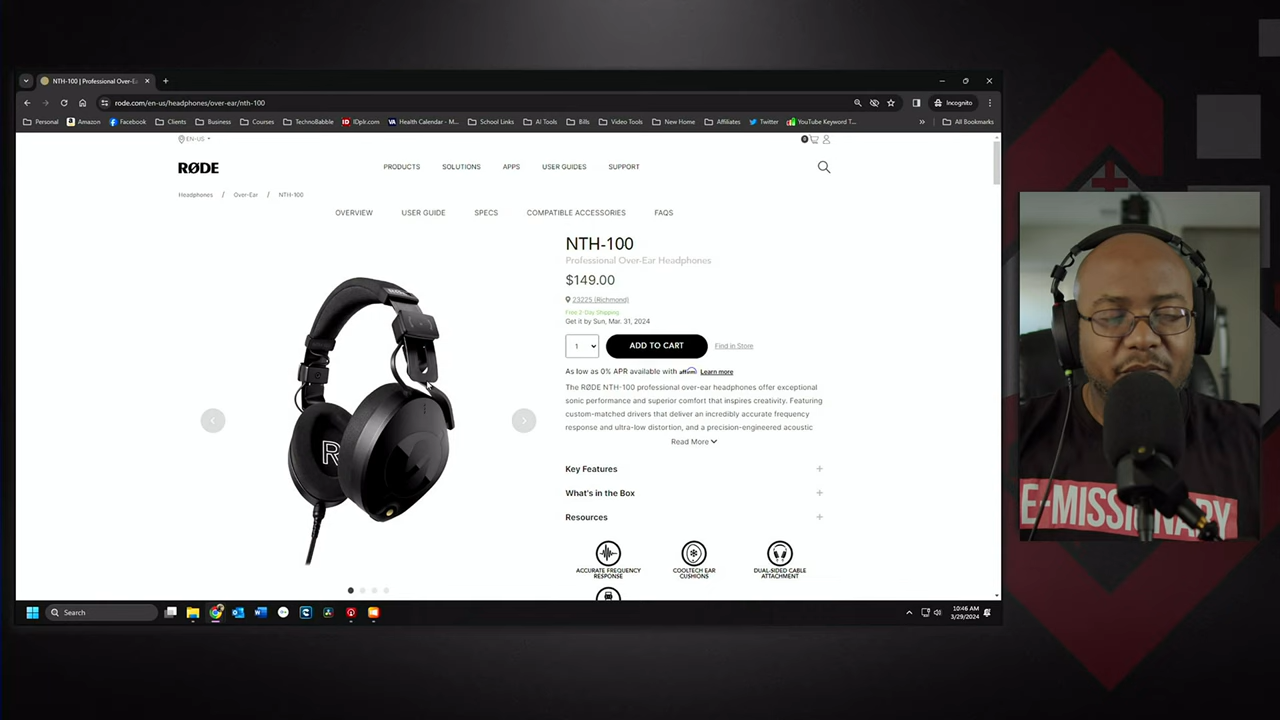 NTH-100 | Professional Over-Ea
rode.com/en-us/headphones/over-ear/nth-100
Incognito
Personal
Amazon
Facebook
Clients
Business
Courses
TechnoBabble
IDplr.com
Health Calendar - M...
School Links
AI Tools
Bills
Video Tools
New Home
Affiliates
Twitter
YouTube Keyword T...
»
All Bookmarks
EN-US
0
RØDE
PRODUCTS
SOLUTIONS
APPS
USER GUIDES
SUPPORT
Headphones / Over-Ear / NTH-100
OVERVIEW
USER GUIDE
SPECS
COMPATIBLE ACCESSORIES
FAQS
NTH-100
Professional Over-Ear Headphones
$149.00
23225 (Richmond)
Free 2-Day Shipping
Get it by Sun, Mar. 31, 2024
1
ADD TO CART
Find in Store
As low as 0% APR available with affirm Learn more
The RØDE NTH-100 professional over-ear headphones offer exceptional
sonic performance and superior comfort that inspires creativity. Featuring
custom-matched drivers that deliver an incredibly accurate frequency
response and ultra-low distortion, and a precision-engineered acoustic
Read More
R
Key Features
What's in the Box
Resources
ACCURATE FREQUENCY
RESPONSE
COOLTECH EAR
CUSHIONS
DUAL-SIDED CABLE
ATTACHMENT
Search
10:46 AM
3/29/2024
E-MISSIONARY